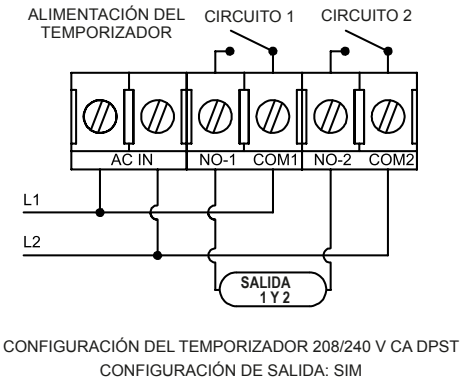 ALIMENTACIÓN DEL
TEMPORIZADOR
CIRCUITO 1
CIRCUITO 2
AC IN
NO-1
COM1
NO-2
COM2
L1
L2
SALIDA
1 Y 2
CONFIGURACIÓN DEL TEMPORIZADOR 208/240 V CA DPST
CONFIGURACIÓN DE SALIDA: SIM